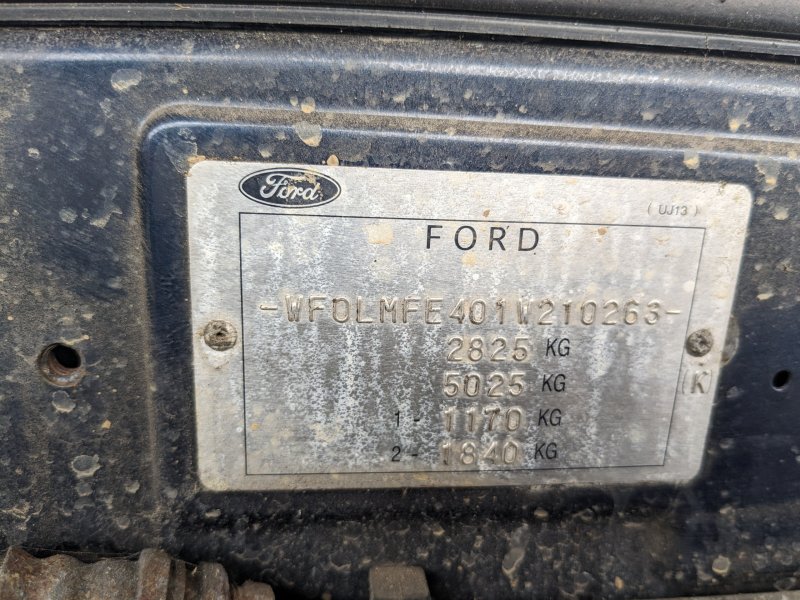 Ford
( UJ13 )
FORD
-WF0LMFE401W210263-
2825 KG
5025 KG
(K)
1 - 1170 KG
2 - 1840 KG